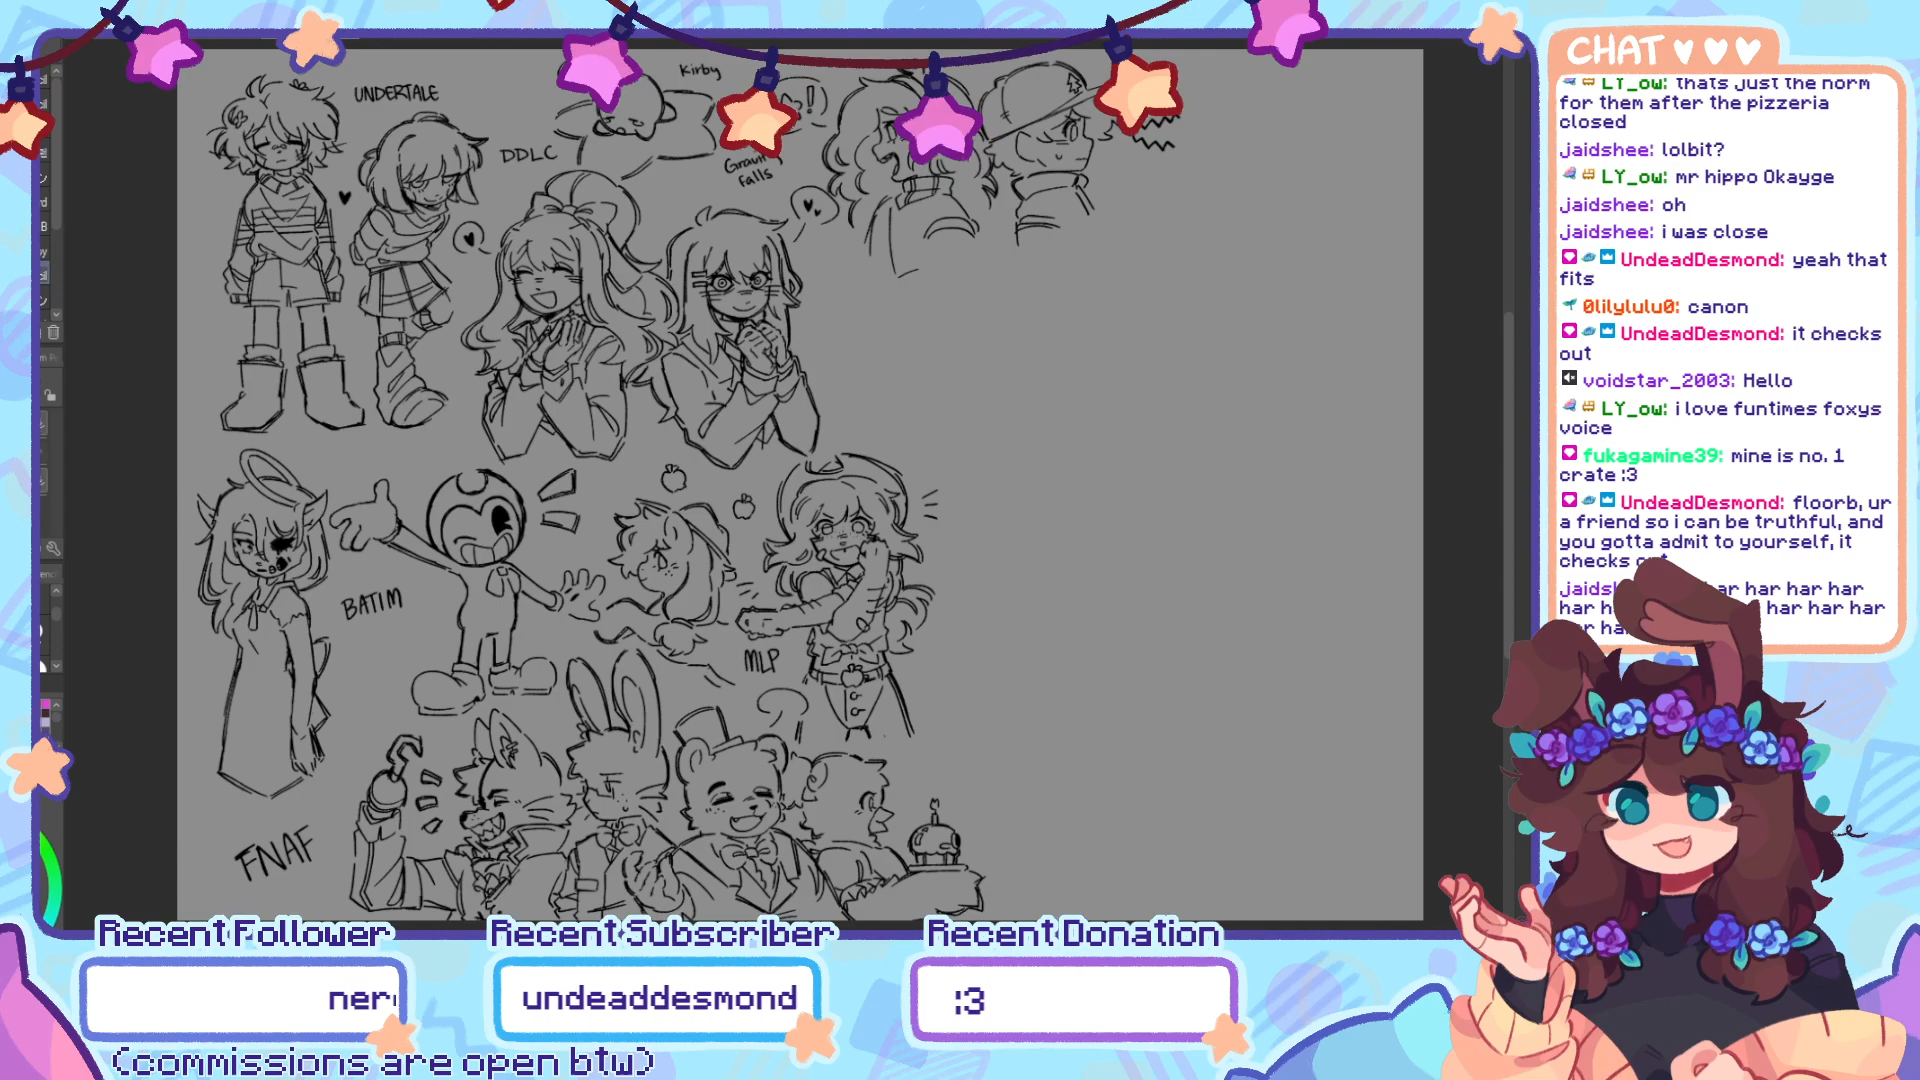 UNDERTALE
Kirby
!
DDLC
Gravity
falls
BATIM
MLP
FNAF
CHAT
LY_ow: thats just the norm
for them after the pizzeria
closed
jaidshee: lolbit?
LY_ow: mr hippo Okayge
jaidshee: oh
jaidshee: i was close
UndeadDesmond: yeah that
fits
0lilylulu0: canon
UndeadDesmond: it checks
out
voidstar_2003: Hello
LY_ow: i love funtimes foxys
voice
fukagamine39: mine is no. 1
crate :3
UndeadDesmond: floorb, ur
a friend so i can be truthful, and
you gotta admit to yourself, it
checks
har har har
har har har
Recent Follower
Recent Subscriber
Recent Donation
ner
undeaddesmond
:3
(commissions are open btw)